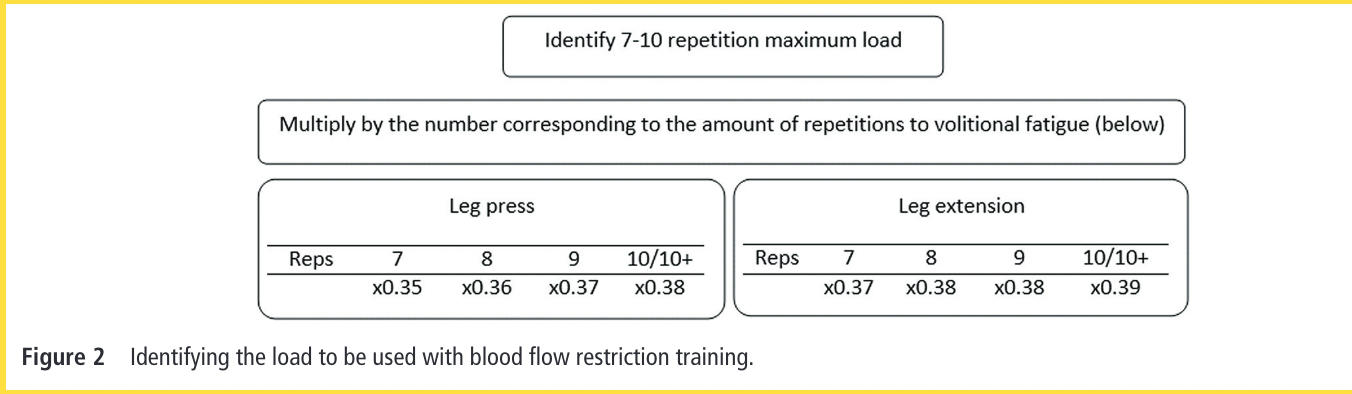 Identify 7-10 repetition maximum load
Multiply by the number corresponding to the amount of repetitions to volitional fatigue (below)
Leg press
Reps 7 8 9 10/10+
x0.35 x0.36 x0.37 x0.38
Leg extension
Reps 7 8 9 10/10+
x0.37 x0.38 x0.38 x0.39
Figure 2 Identifying the load to be used with blood flow restriction training.